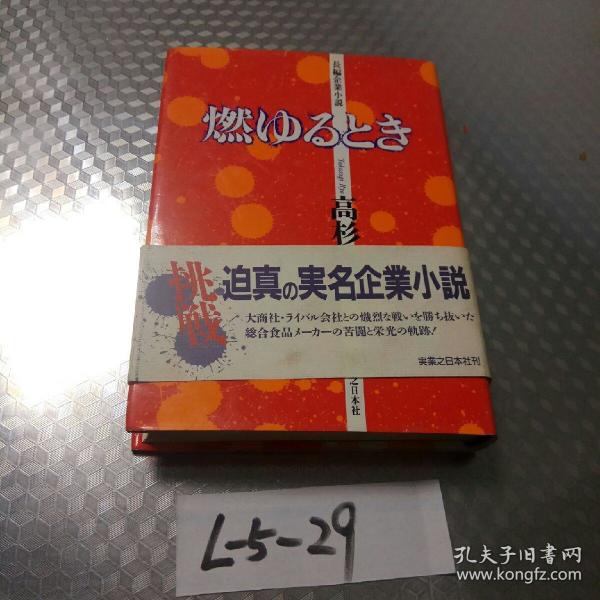 長編企業小説
燃ゆるとき
高杉
挑戦
迫真の実名企業小説
大商社・ライバル会社との熾烈な戦いを勝ち抜いた
総合食品メーカーの苦闘と栄光の軌跡!
実業之日本社刊
之日本社
L-5-29
孔夫子旧书网
www.kongfz.com